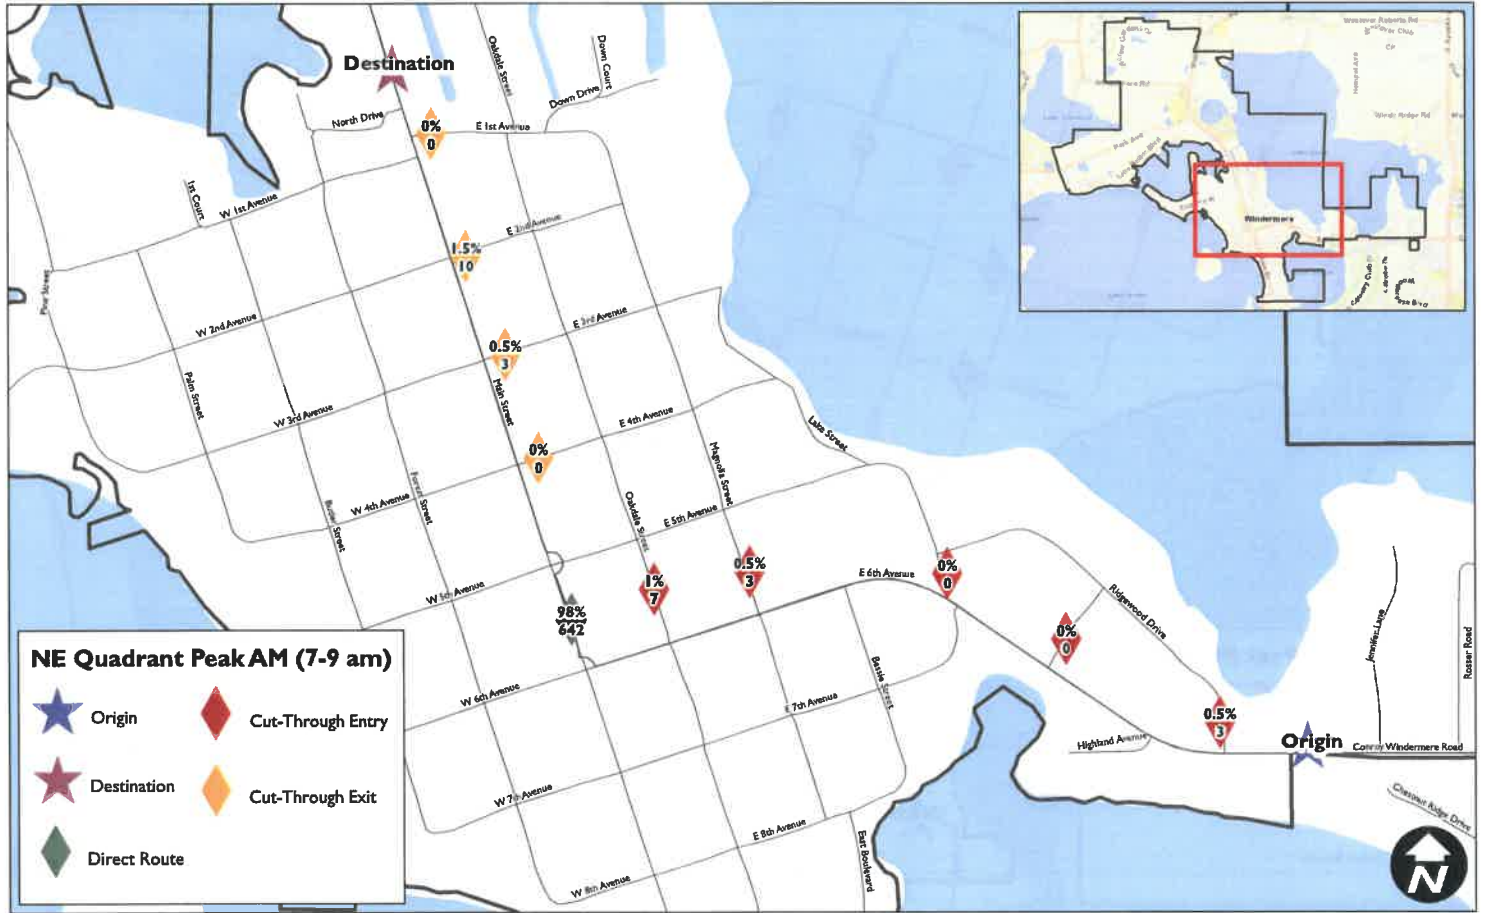 Destination
North Drive
Oakdale Street
Down Court
Down Drive
E 1st Avenue
0%
0
1st Court
W 1st Avenue
E 2nd Avenue
1.5%
10
Pine Street
W 2nd Avenue
E 3rd Avenue
0.5%
3
Palm Street
Main Street
W 3rd Avenue
E 4th Avenue
Lake Street
0%
0
Magnolia Street
Forest Street
W 4th Avenue
Butler Street
Oakdale Street
E 5th Avenue
W 5th Avenue
98%
642
1%
7
0.5%
3
E 6th Avenue
0%
0
Ridgewood Drive
0%
0
Jennifer Lane
Rosser Road
Bessie Street
W 6th Avenue
E 7th Avenue
0.5%
3
Highland Avenue
Origin
Conroy Windermere Road
W 7th Avenue
Chestnut Ridge Drive
E 8th Avenue
East Boulevard
W 8th Avenue
NE Quadrant Peak AM (7-9 am)
Origin
Cut-Through Entry
Destination
Cut-Through Exit
Direct Route
N
Windermere
Park Ave